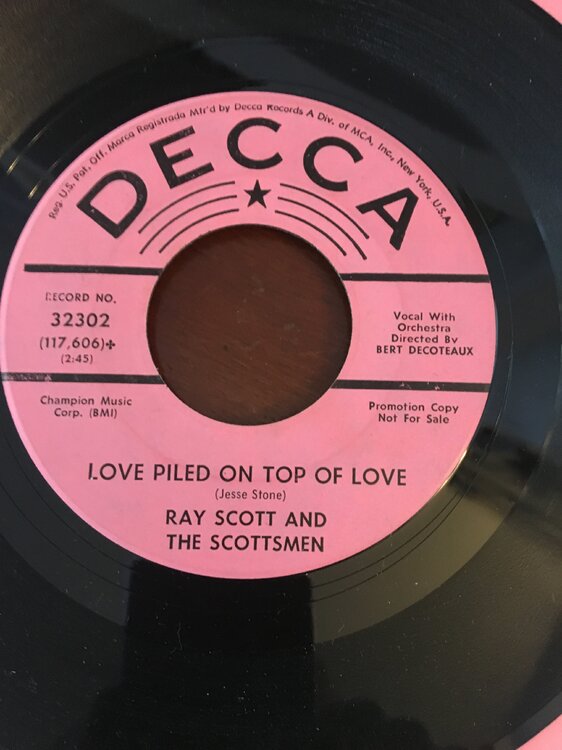 Reg. U.S. Pat. Off. Marca Registrada Mfr'd by Decca Records A Div. of MCA, Inc., New York, U.S.A.
DECCA
RECORD NO.
32302
(117,606)+
(2:45)
Vocal With
Orchestra
Directed By
BERT DECOTEAUX
Champion Music
Corp. (BMI)
Promotion Copy
Not For Sale
LOVE PILED ON TOP OF LOVE
(Jesse Stone)
RAY SCOTT AND
THE SCOTTSMEN